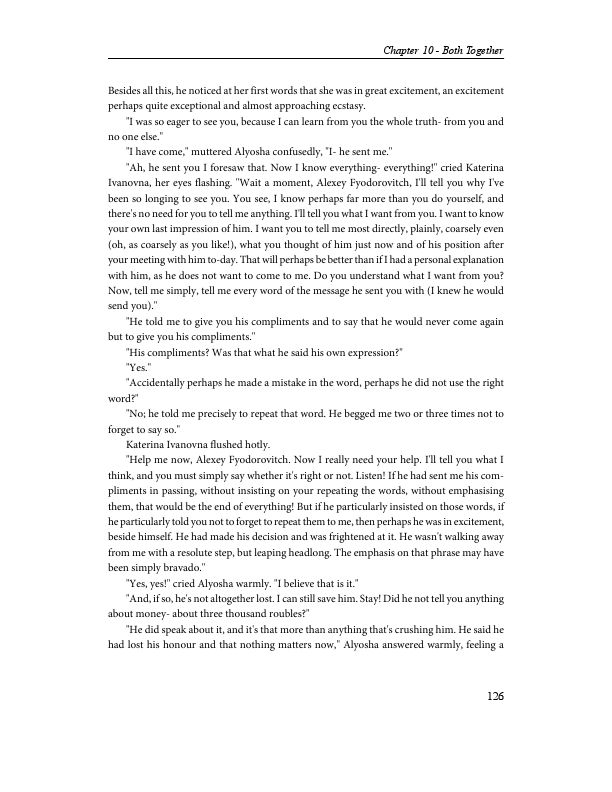 Chapter 10 - Both Together
Besides all this, he noticed at her first words that she was in great excitement, an excitement
perhaps quite exceptional and almost approaching ecstasy.
"I was so eager to see you, because I can learn from you the whole truth- from you and
no one else."
"I have come," muttered Alyosha confusedly, "I- he sent me."
"Ah, he sent you I foresaw that. Now I know everything- everything!" cried Katerina
Ivanovna, her eyes flashing. "Wait a moment, Alexey Fyodorovitch, I'll tell you why I've
been so longing to see you. You see, I know perhaps far more than you do yourself, and
there's no need for you to tell me anything. I'll tell you what I want from you. I want to know
your own last impression of him. I want you to tell me most directly, plainly, coarsely even
(oh, as coarsely as you like!), what you thought of him just now and of his position after
your meeting with him to-day. That will perhaps be better than if I had a personal explanation
with him, as he does not want to come to me. Do you understand what I want from you?
Now, tell me simply, tell me every word of the message he sent you with (I knew he would
send you)."
"He told me to give you his compliments and to say that he would never come again
but to give you his compliments."
"His compliments? Was that what he said his own expression?"
"Yes."
"Accidentally perhaps he made a mistake in the word, perhaps he did not use the right
word?"
"No; he told me precisely to repeat that word. He begged me two or three times not to
forget to say so."
Katerina Ivanovna flushed hotly.
"Help me now, Alexey Fyodorovitch. Now I really need your help. I'll tell you what I
think, and you must simply say whether it's right or not. Listen! If he had sent me his com-
pliments in passing, without insisting on your repeating the words, without emphasising
them, that would be the end of everything! But if he particularly insisted on those words, if
he particularly told you not to forget to repeat them to me, then perhaps he was in excitement,
beside himself. He had made his decision and was frightened at it. He wasn't walking away
from me with a resolute step, but leaping headlong. The emphasis on that phrase may have
been simply bravado."
"Yes, yes!" cried Alyosha warmly. "I believe that is it."
"And, if so, he's not altogether lost. I can still save him. Stay! Did he not tell you anything
about money- about three thousand roubles?"
"He did speak about it, and it's that more than anything that's crushing him. He said he
had lost his honour and that nothing matters now," Alyosha answered warmly, feeling a
126